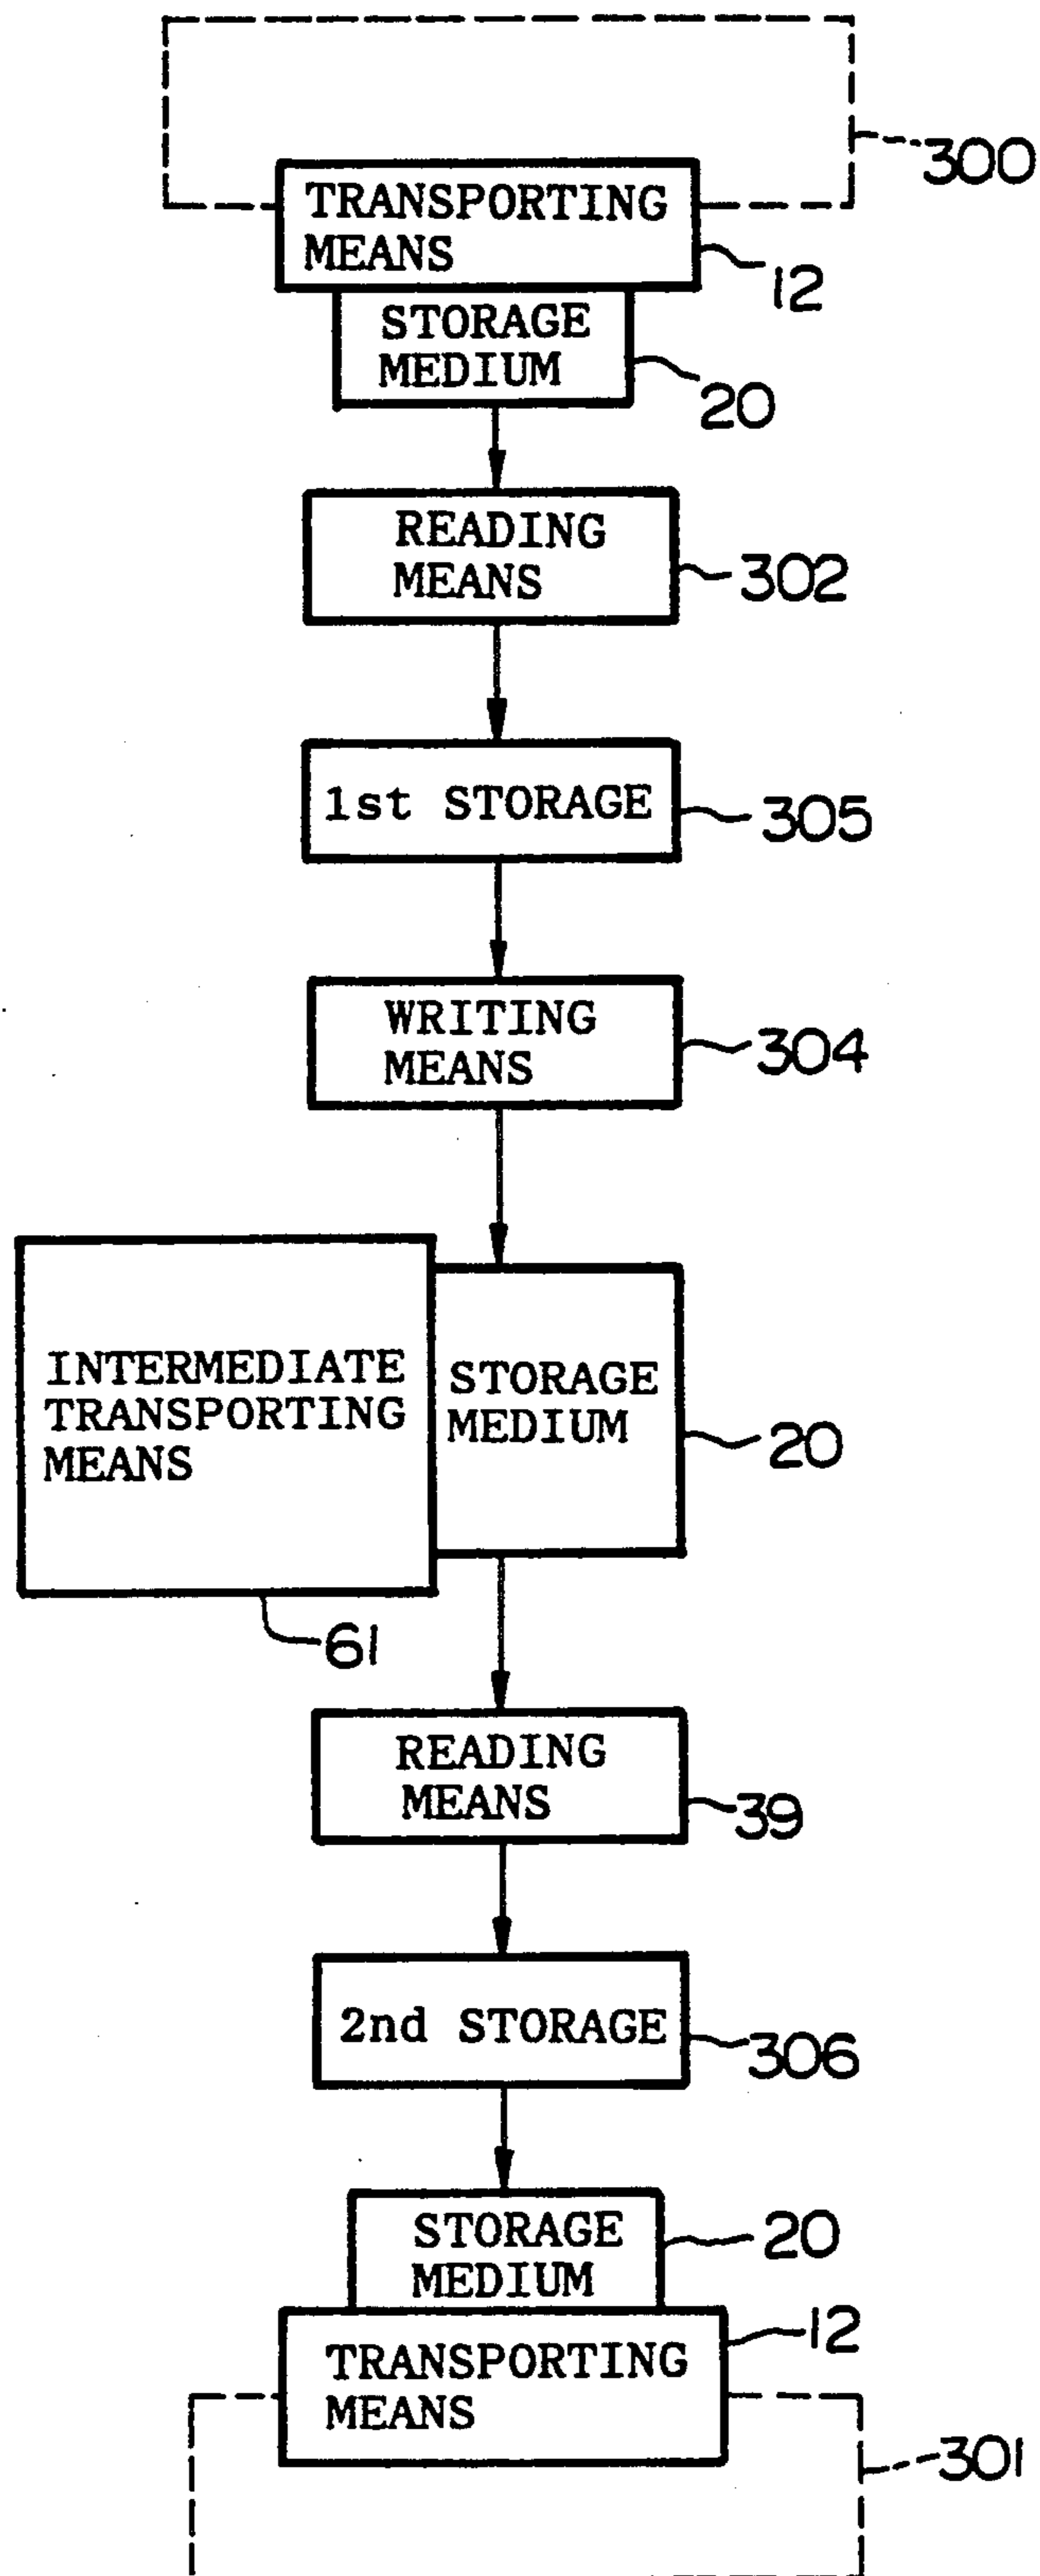 300
TRANSPORTING
MEANS
12
STORAGE
MEDIUM
20
READING
MEANS
302
1st STORAGE
305
WRITING
MEANS
304
INTERMEDIATE
TRANSPORTING
MEANS
STORAGE
MEDIUM
20
61
READING
MEANS
39
2nd STORAGE
306
STORAGE
MEDIUM
20
12
TRANSPORTING
MEANS
301